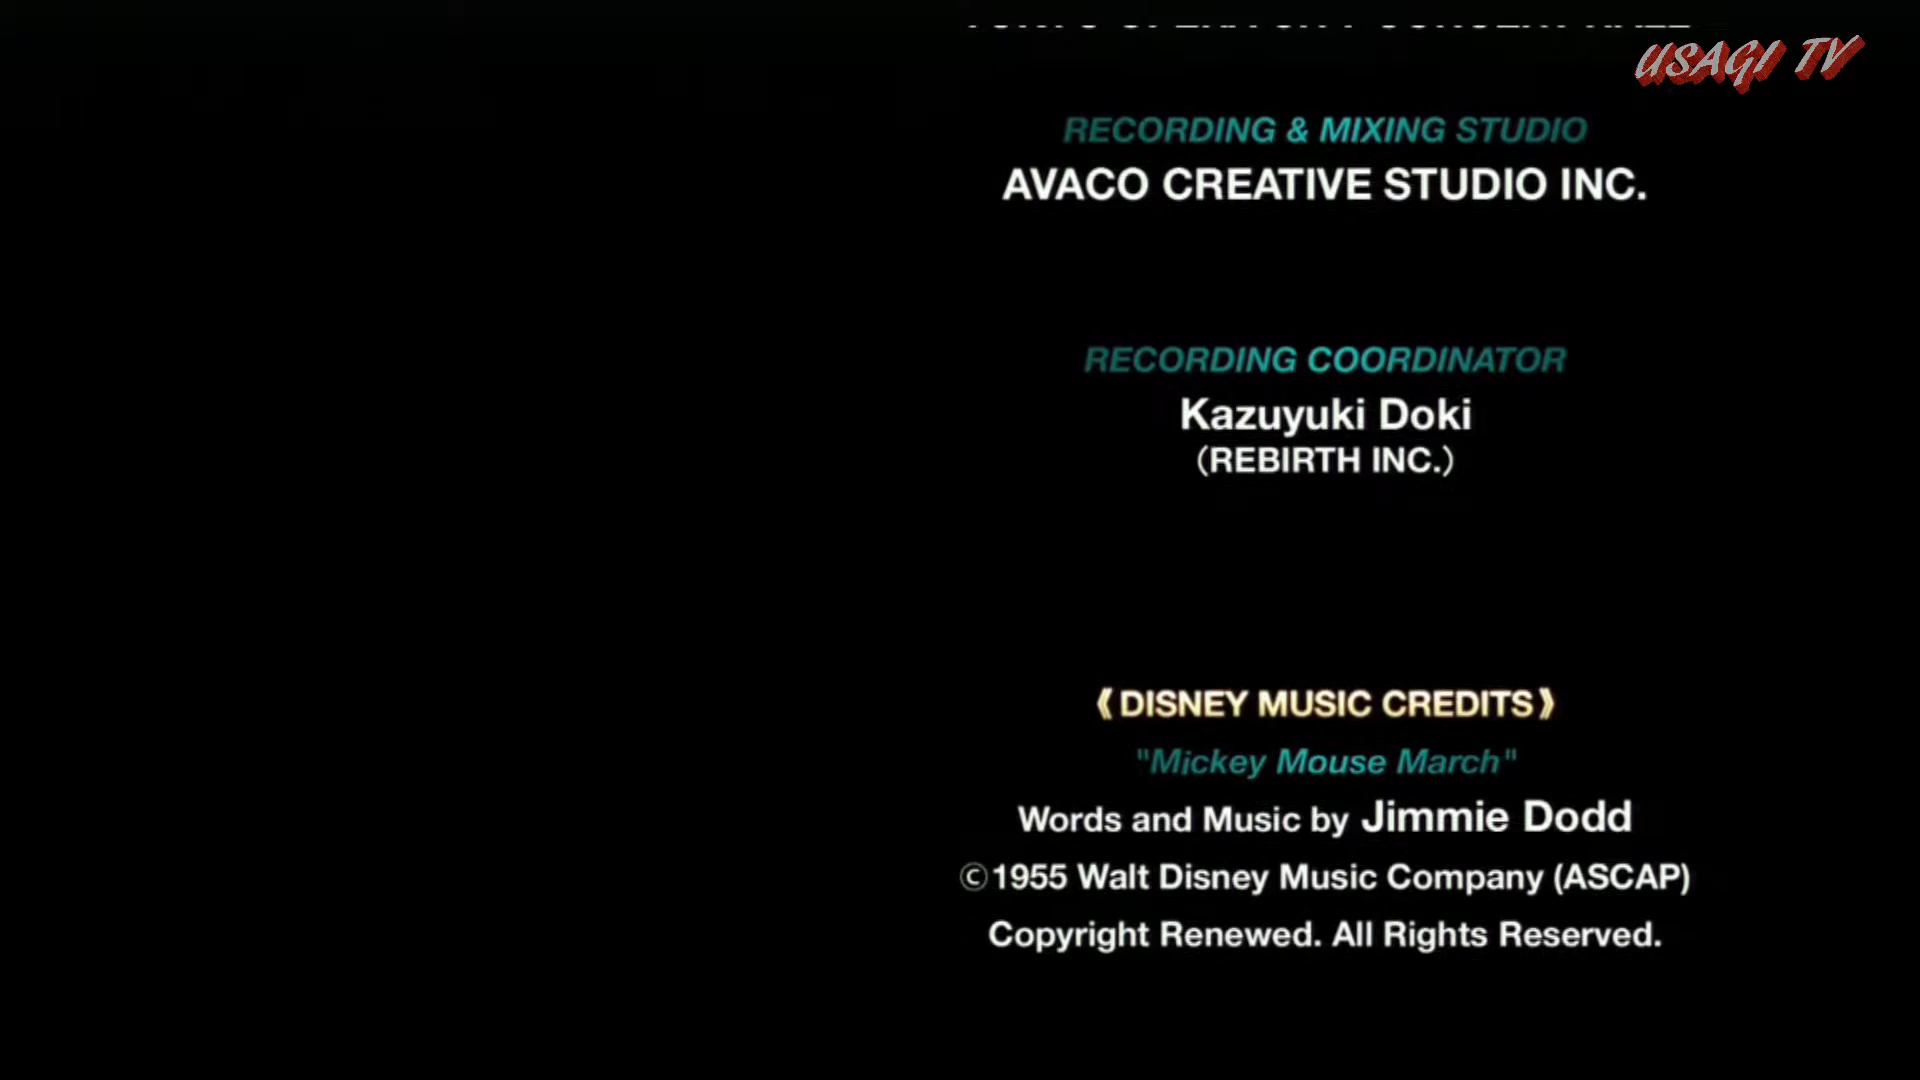 USAGI TV
RECORDING & MIXING STUDIO
AVACO CREATIVE STUDIO INC.
RECORDING COORDINATOR
Kazuyuki Doki
(REBIRTH INC.)
《DISNEY MUSIC CREDITS》
"Mickey Mouse March"
Words and Music by Jimmie Dodd
©1955 Walt Disney Music Company (ASCAP)
Copyright Renewed. All Rights Reserved.